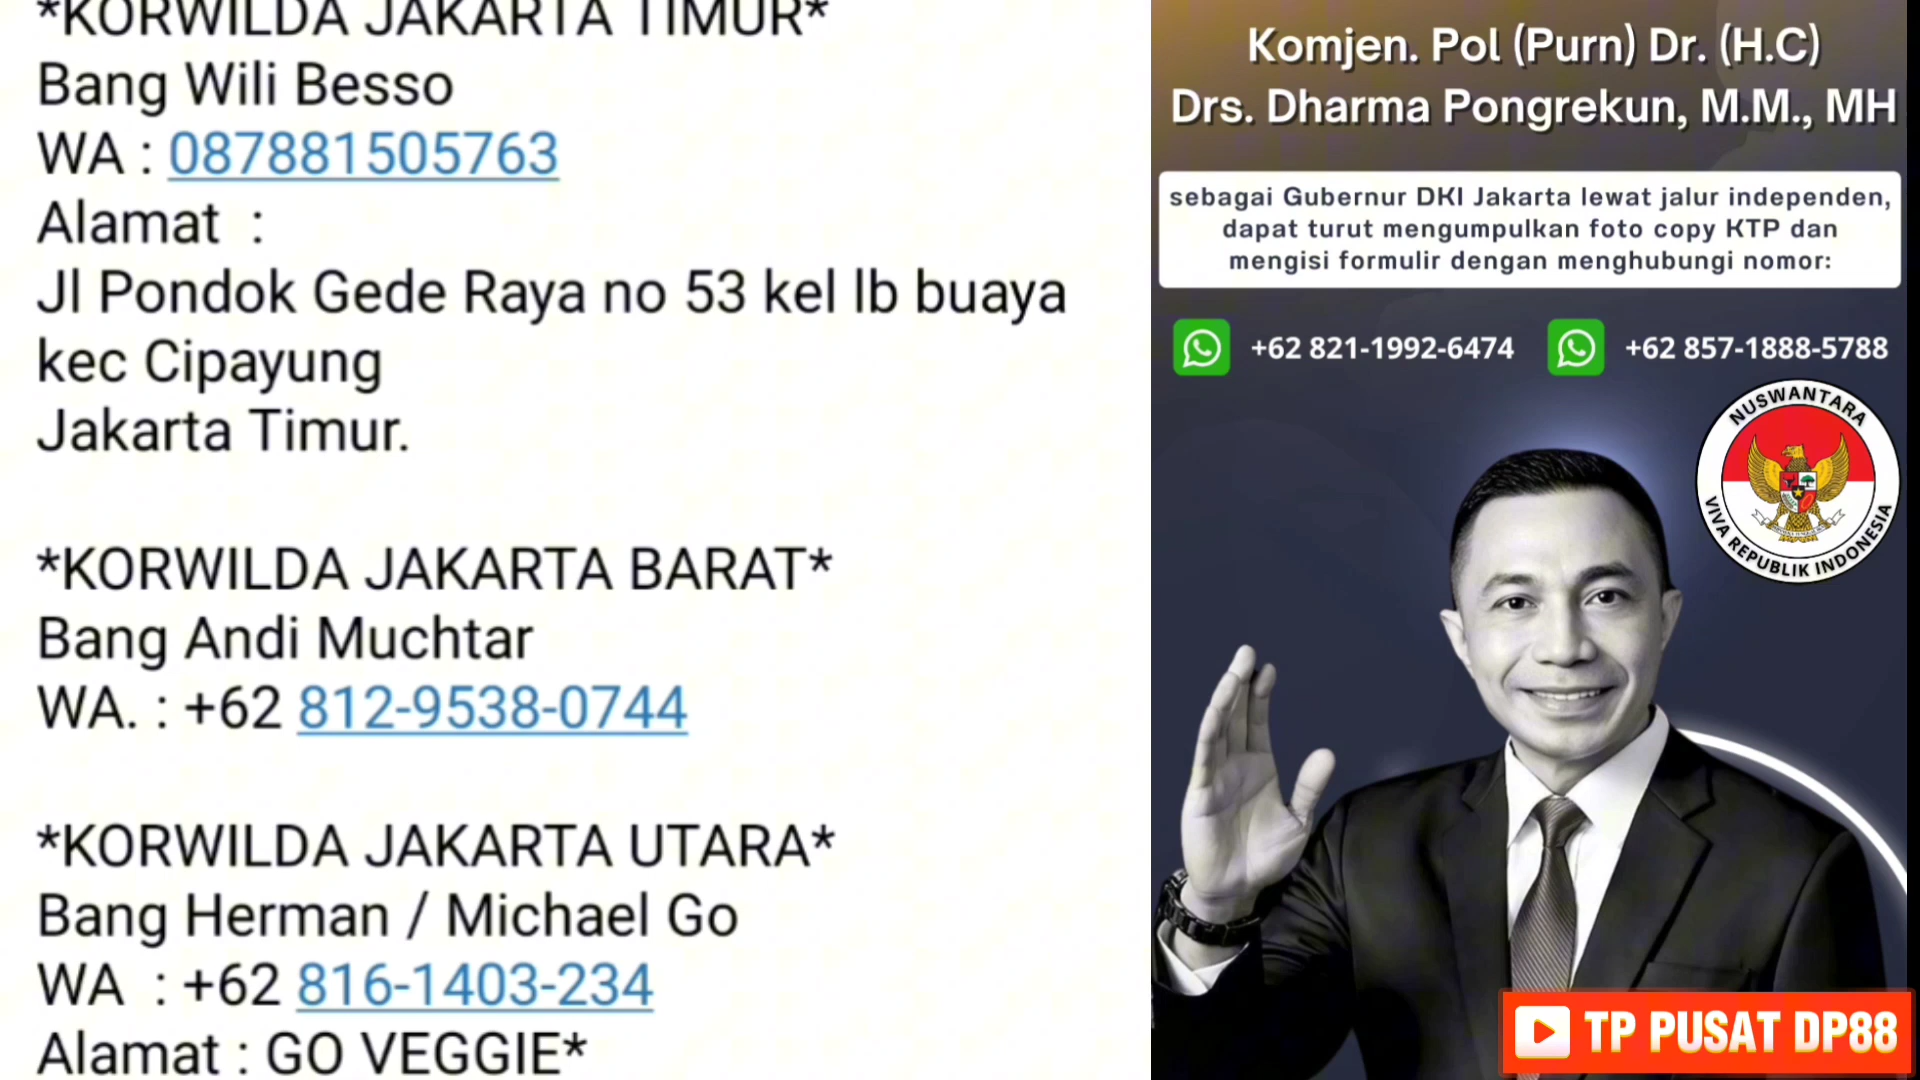 *KORWILDA JAKARTA TIMUR*
Bang Wili Besso
WA : 087881505763
Alamat :
Jl Pondok Gede Raya no 53 kel lb buaya
kec Cipayung
Jakarta Timur.
*KORWILDA JAKARTA BARAT*
Bang Andi Muchtar
WA. : +62 812-9538-0744
*KORWILDA JAKARTA UTARA*
Bang Herman / Michael Go
WA : +62 816-1403-234
Alamat : GO VEGGIE*
Komjen. Pol (Purn) Dr. (H.C)
Drs. Dharma Pongrekun, M.M., MH
sebagai Gubernur DKI Jakarta lewat jalur independen,
dapat turut mengumpulkan foto copy KTP dan
mengisi formulir dengan menghubungi nomor:
+62 821-1992-6474
+62 857-1888-5788
NUSWANTARA
VIVA REPUBLIK INDONESIA
TP PUSAT DP88